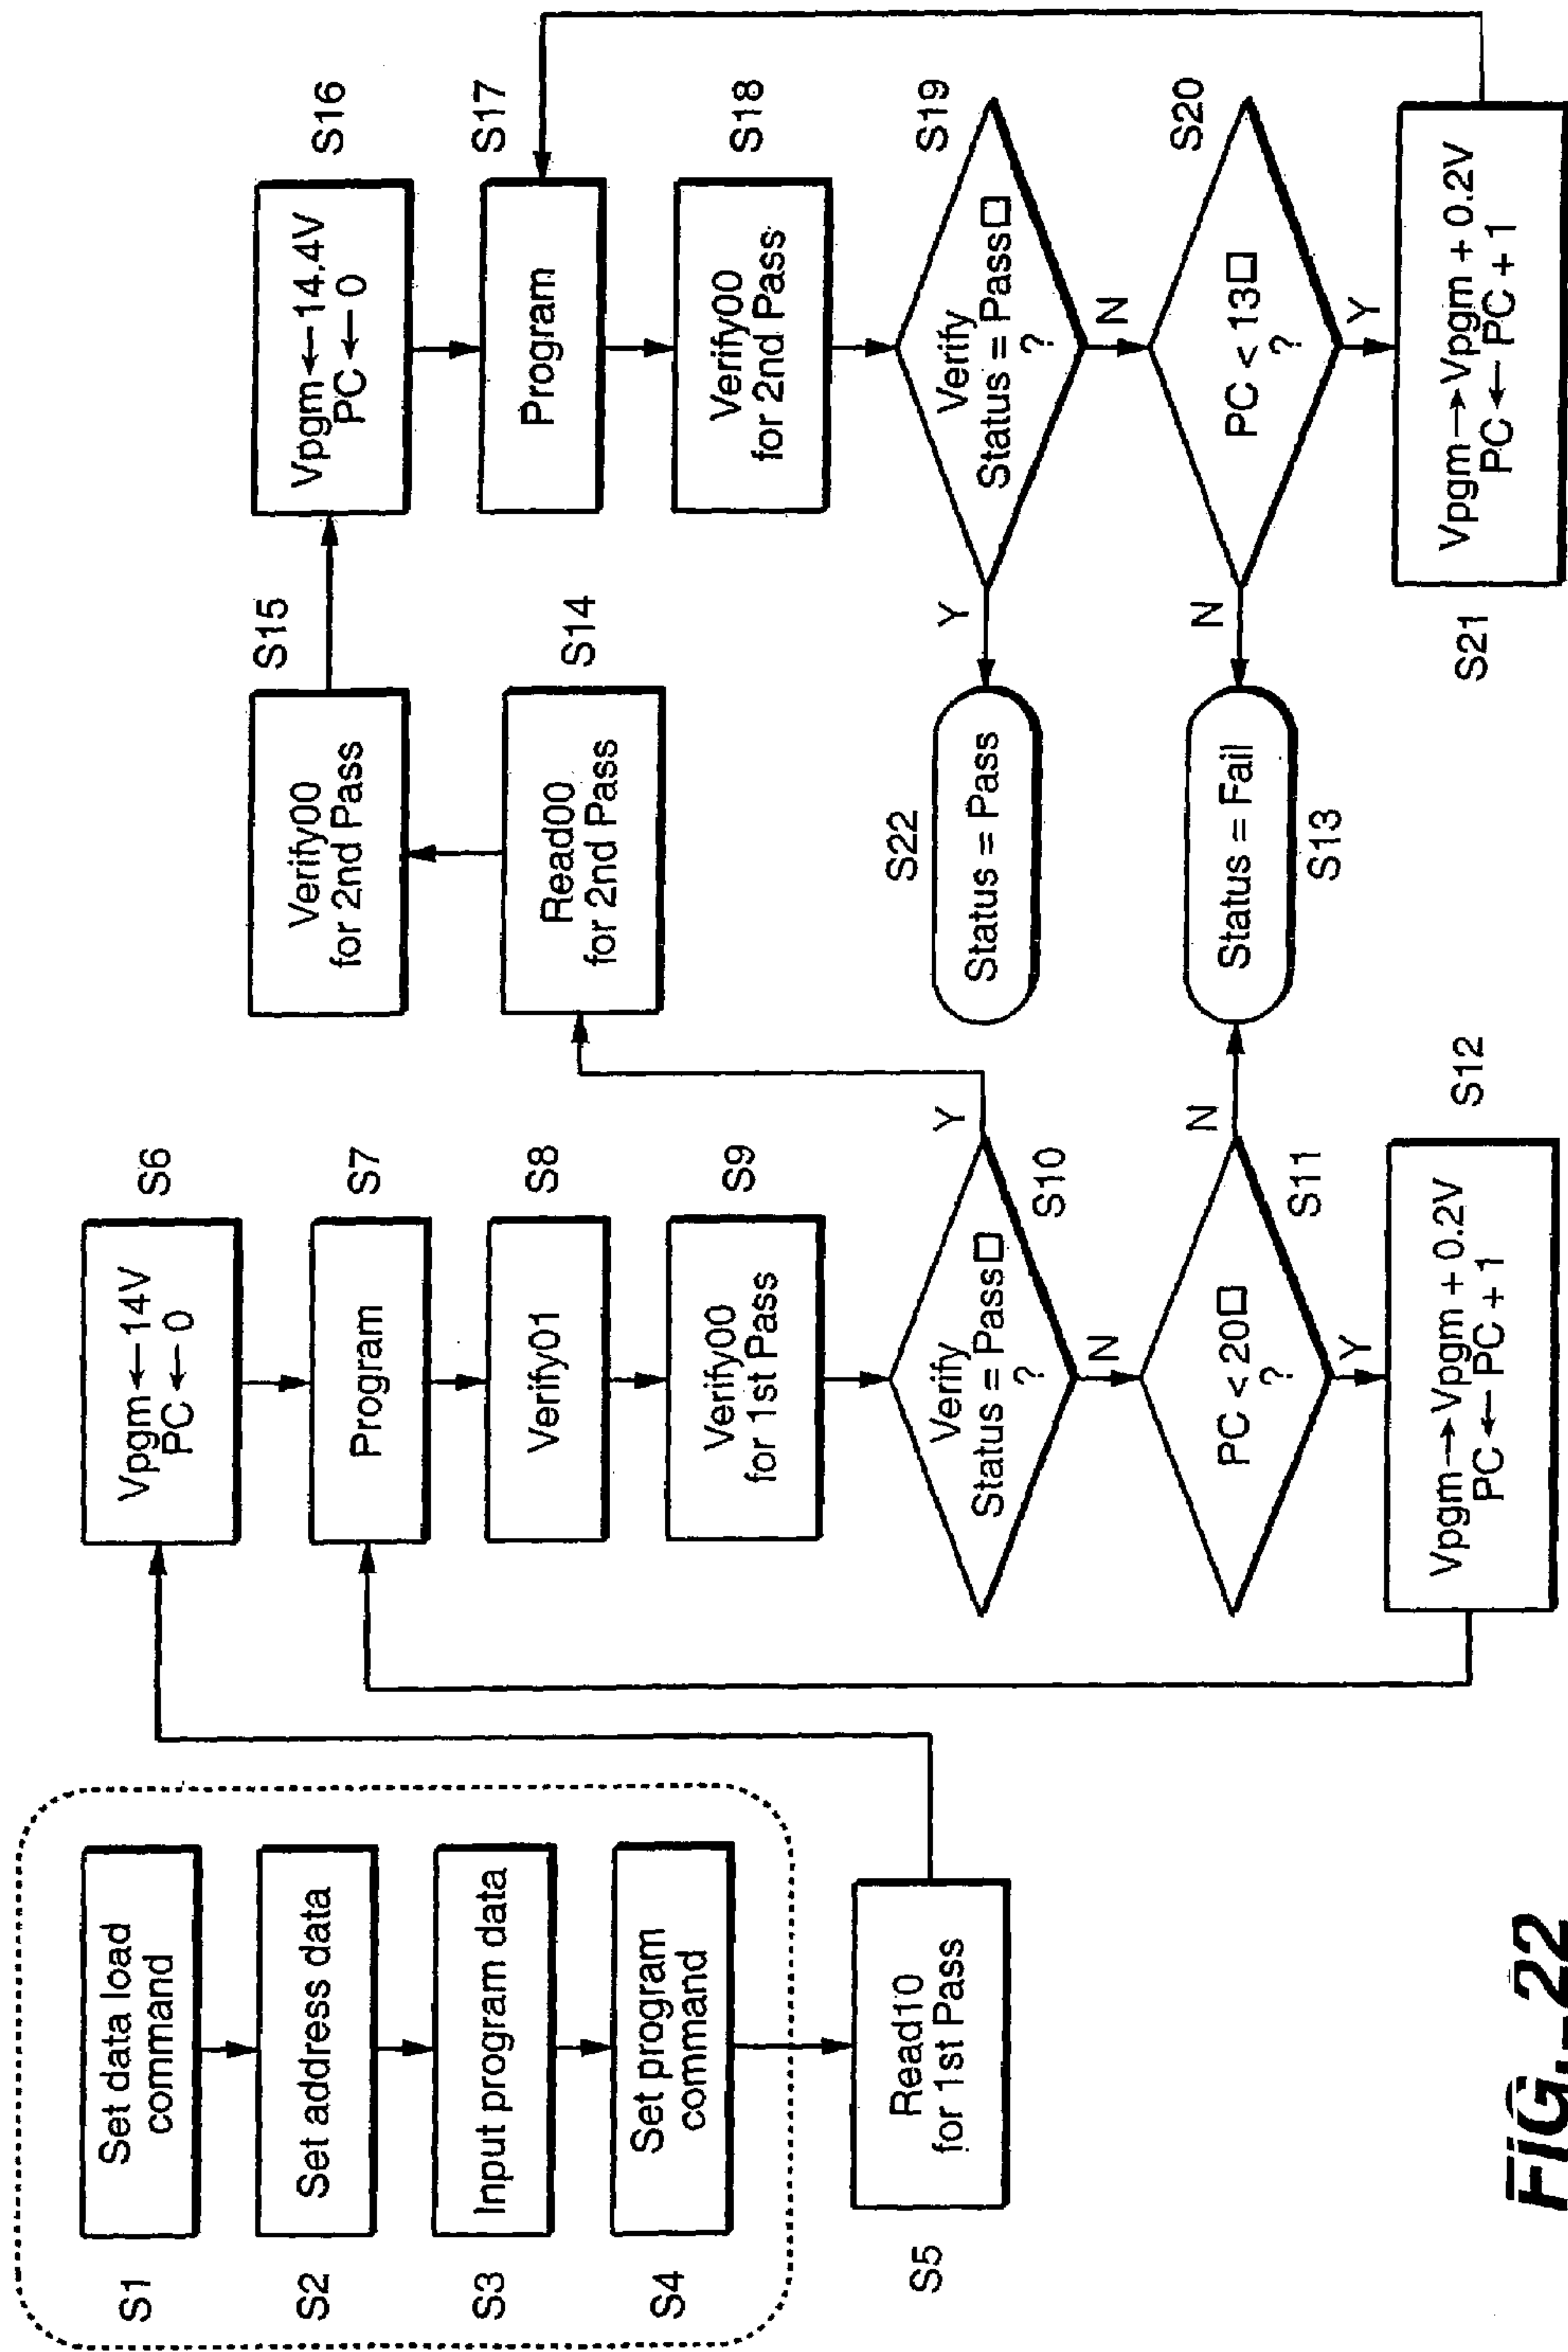 S1
Set data load
command
S2
Set address data
S3
Input program data
S4
Set program
command
S5
Read10
for 1st Pass
S6
Vpgm←14V
PC←0
S7
Program
S8
Verify01
S9
Verify00
for 1st Pass
S10
Verify
Status = Pass□
?
Y
N
S11
PC < 20□
?
N
Y
S12
Vpgm→Vpgm + 0.2V
PC←PC + 1
S15
Verify00
for 2nd Pass
S14
Read00
for 2nd Pass
S22
Status = Pass
Status = Fail
S13
S16
Vpgm←14.4V
PC←0
S17
Program
S18
Verify00
for 2nd Pass
S19
Verify
Status = Pass□
?
Y
N
S20
PC < 13□
?
N
Y
S21
Vpgm→Vpgm + 0.2V
PC←PC + 1
FIG._22